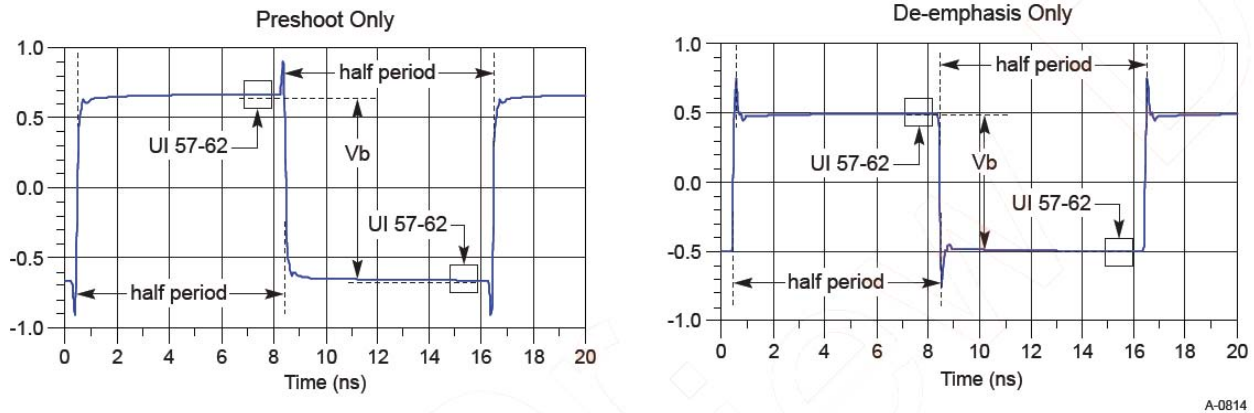 Preshoot Only
1.0
0.5
0.0
-0.5
-1.0
half period
UI 57-62
Vb
UI 57-62
half period
0 2 4 6 8 10 12 14 16 18 20
Time (ns)
De-emphasis Only
1.0
0.5
0.0
-0.5
-1.0
half period
UI 57-62
Vb
UI 57-62
half period
0 2 4 6 8 10 12 14 16 18 20
Time (ns)
A-0814